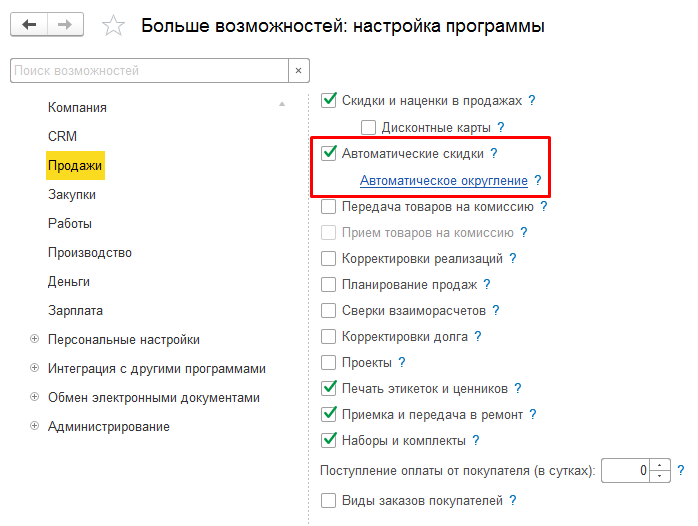 Больше возможностей: настройка программы
Поиск возможностей ×
Компания
CRM
Продажи
Закупки
Работы
Производство
Деньги
Зарплата
Персональные настройки
Интеграция с другими программами
Обмен электронными документами
Администрирование
Скидки и наценки в продажах ?
Дисконтные карты ?
Автоматические скидки ?
Автоматическое округление ?
Передача товаров на комиссию ?
Прием товаров на комиссию ?
Корректировки реализаций ?
Планирование продаж ?
Сверки взаиморасчетов ?
Корректировки долга ?
Проекты ?
Печать этикеток и ценников ?
Приемка и передача в ремонт ?
Наборы и комплекты ?
Поступление оплаты от покупателя (в сутках): 0 ?
Виды заказов покупателей ?